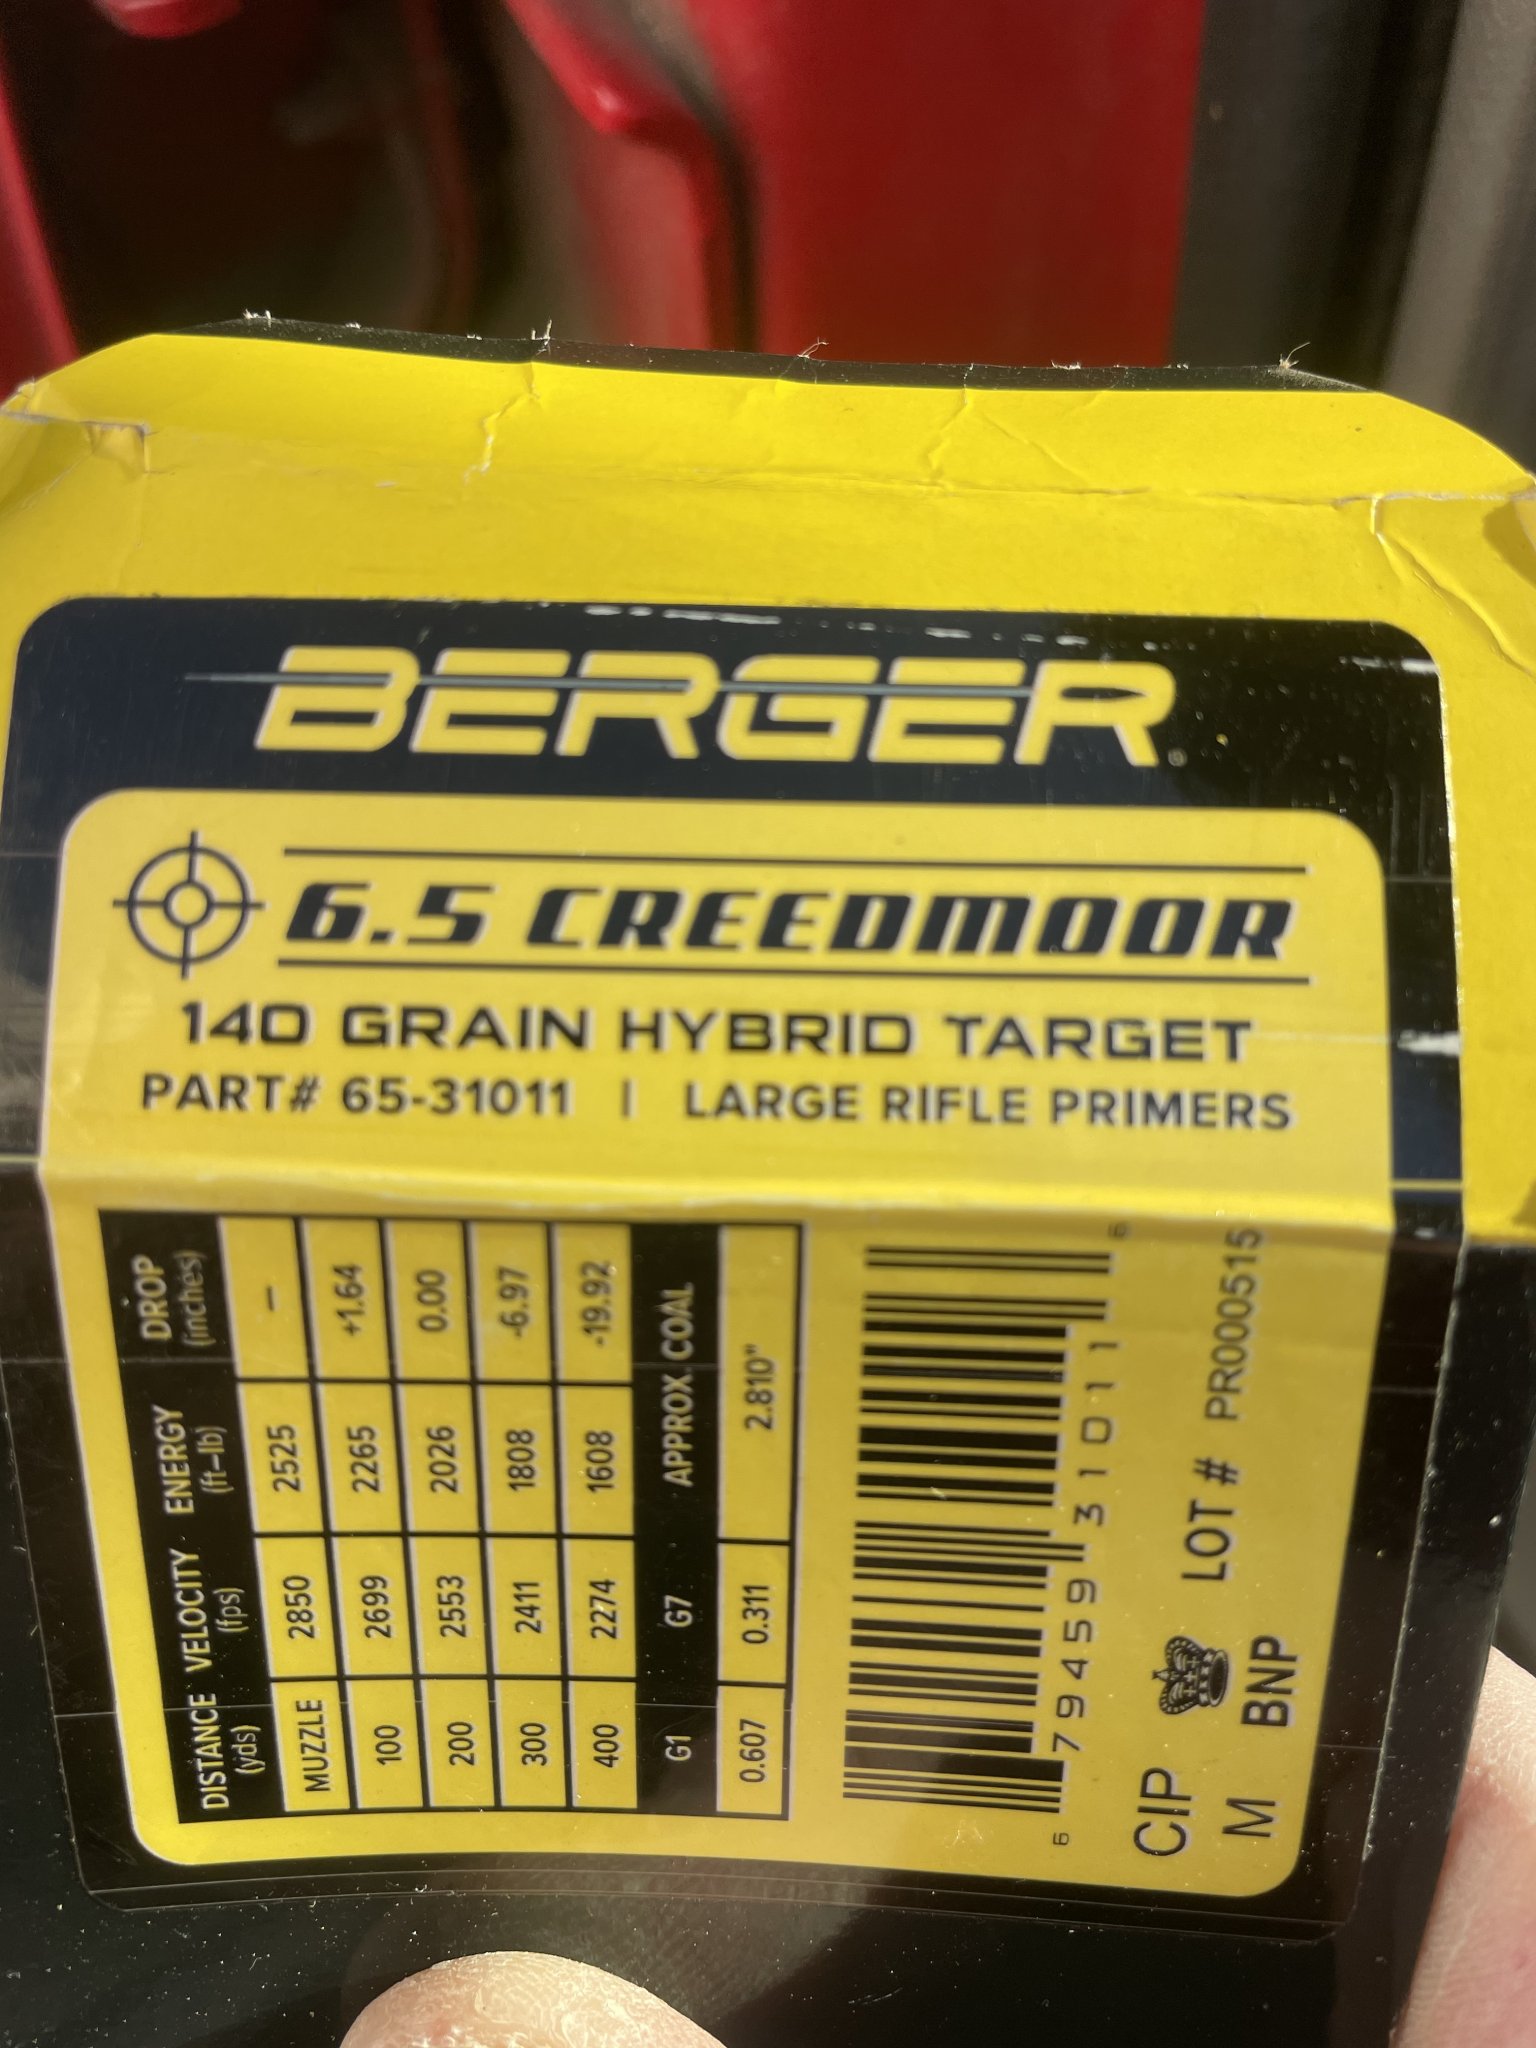 BERGER®
6.5 CREEDMOOR
140 GRAIN HYBRID TARGET
PART# 65-31011 | LARGE RIFLE PRIMERS
DISTANCE (yds) VELOCITY (fps) ENERGY (ft-lb) DROP (inches)
MUZZLE 2850 2525 –
100 2699 2265 +1.64
200 2553 2026 0.00
300 2411 1808 -6.97
400 2274 1608 -19.92
G1 G7 APPROX. COAL
0.607 0.311 2.810"
6 79459 31011 6
CIP LOT # PR000515
M BNP